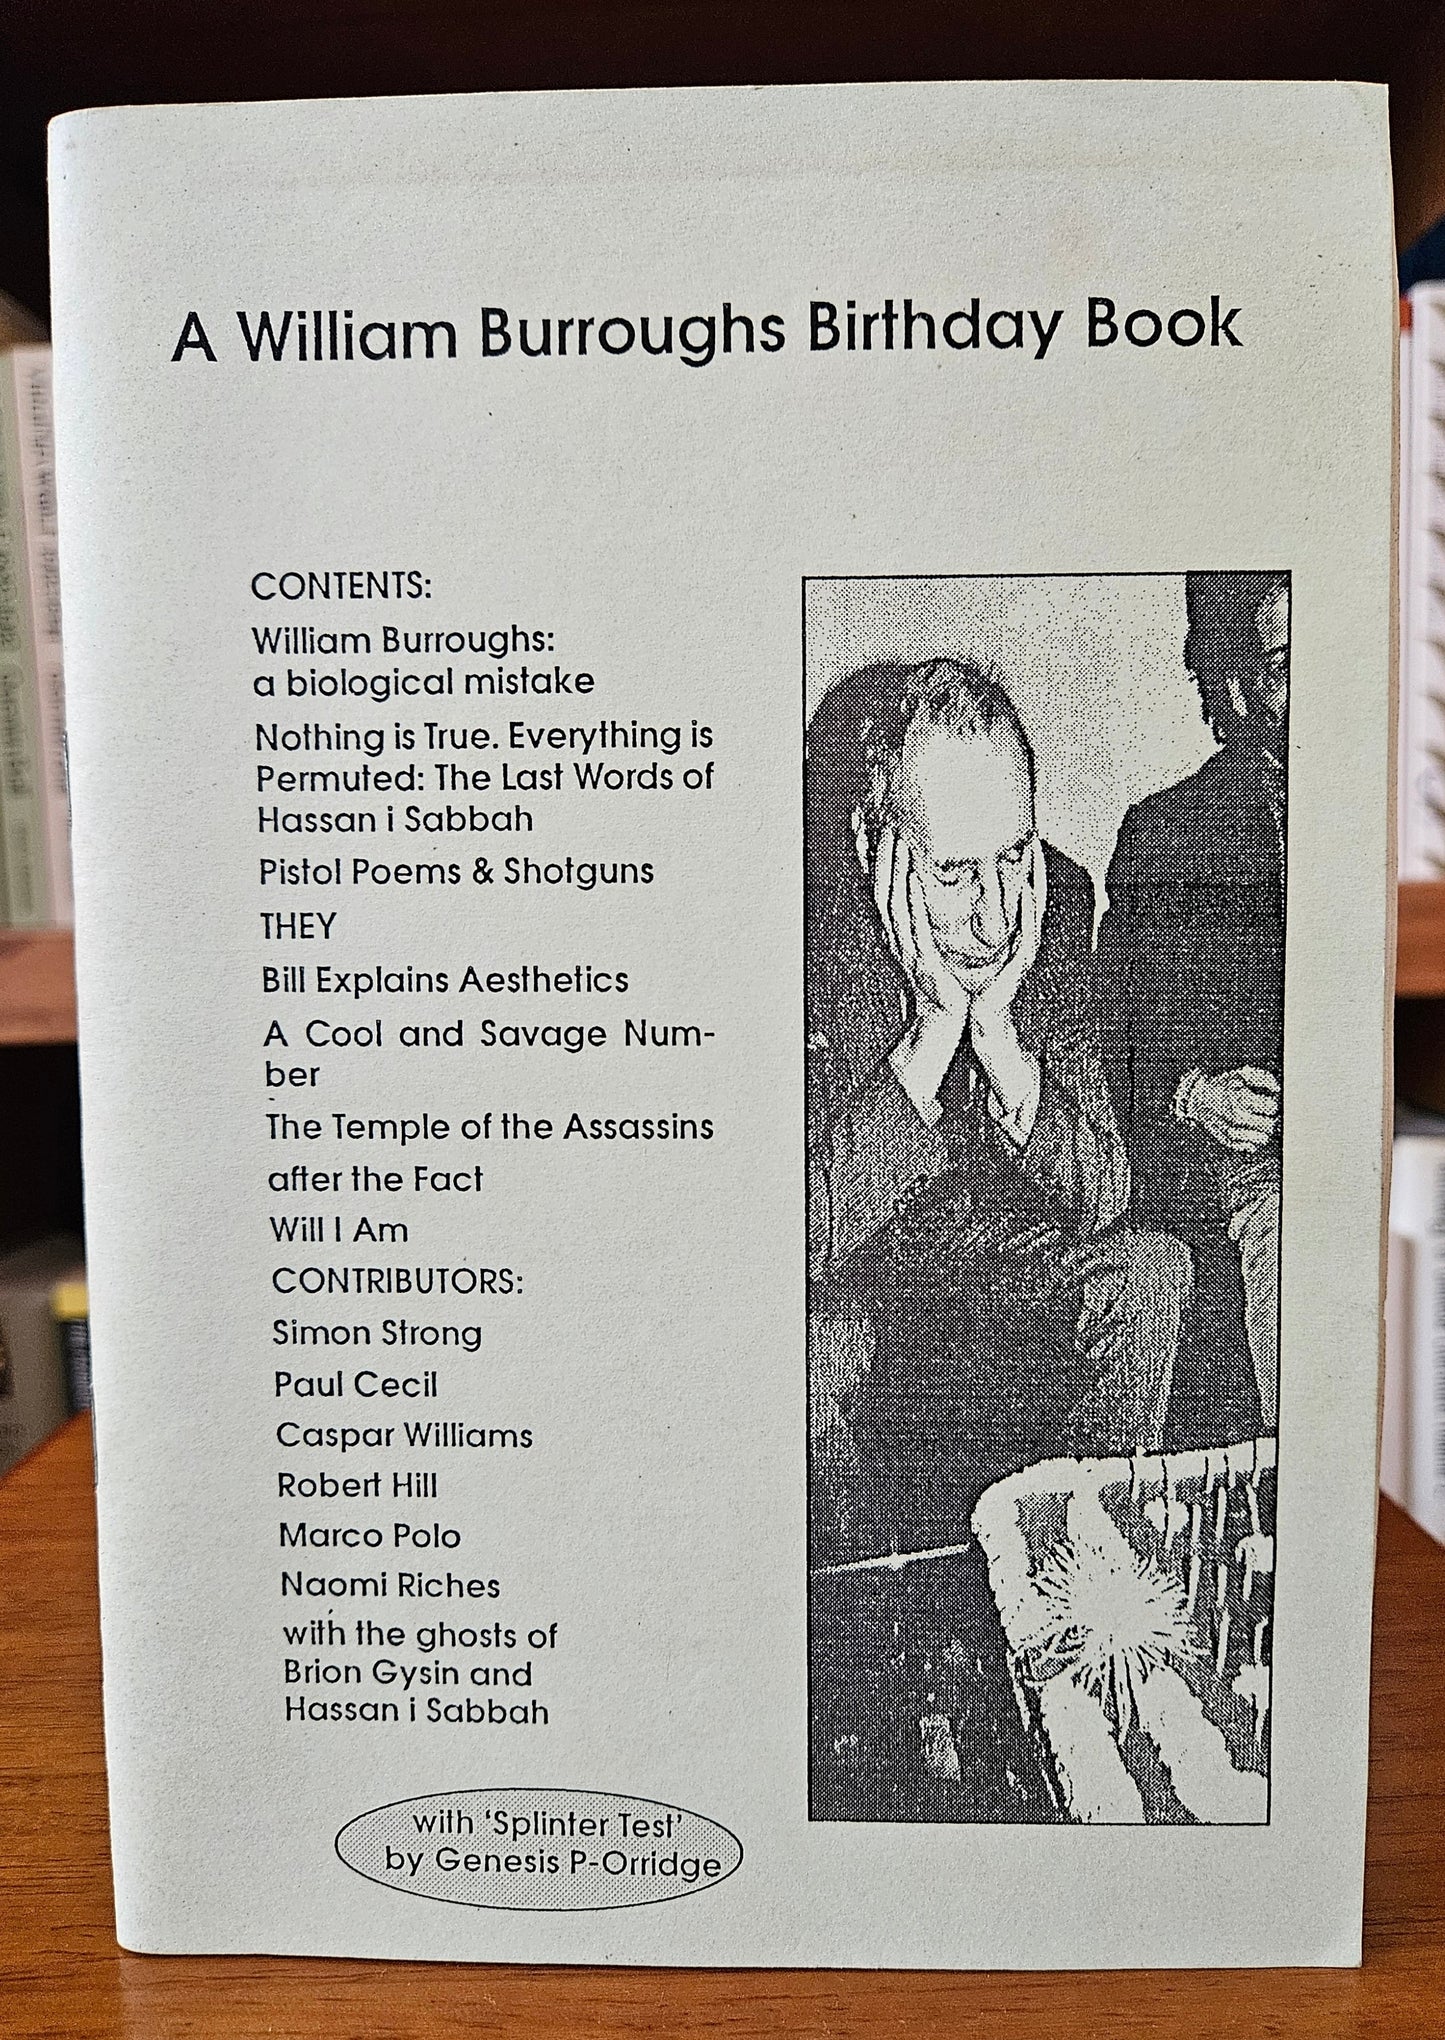 A William Burroughs Birthday Book
CONTENTS:
William Burroughs:
a biological mistake
Nothing is True. Everything is
Permuted: The Last Words of
Hassan i Sabbah
Pistol Poems & Shotguns
THEY
Bill Explains Aesthetics
A Cool and Savage Num-
ber
The Temple of the Assassins
after the Fact
Will I Am
CONTRIBUTORS:
Simon Strong
Paul Cecil
Caspar Williams
Robert Hill
Marco Polo
Naomi Riches
with the ghosts of
Brion Gysin and
Hassan i Sabbah
with ‘Splinter Test’
by Genesis P-Orridge